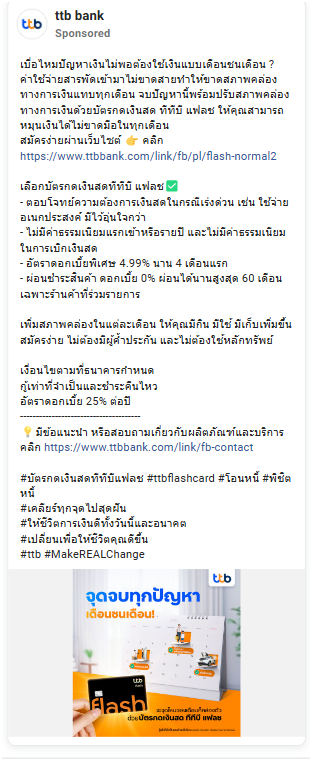 ttb bank
Sponsored
เบื่อไหมปัญหาเงินไม่พอต้องใช้เงินแบบเดือนชนเดือน ?
ค่าใช้จ่ายสารพัดเข้ามาไม่ขาดสายทำให้ขาดสภาพคล่อง
ทางการเงินแทบทุกเดือน จบปัญหานี้พร้อมปรับสภาพคล่อง
ทางการเงินด้วยบัตรกดเงินสด ทีทีบี แฟลช ให้คุณสามารถ
หมุนเงินได้ไม่ขาดมือในทุกเดือน
สมัครง่ายผ่านเว็บไซต์ 👉 คลิก
https://www.ttbbank.com/link/fb/pl/flash-normal2
เลือกบัตรกดเงินสดทีทีบี แฟลช✅
- ตอบโจทย์ความต้องการเงินสดในกรณีเร่งด่วน เช่น ใช้จ่าย
อเนกประสงค์ มีไว้อุ่นใจกว่า
- ไม่มีค่าธรรมเนียมแรกเข้าหรือรายปี และไม่มีค่าธรรมเนียม
ในการเบิกเงินสด
- อัตราดอกเบี้ยพิเศษ 4.99% นาน 4 เดือนแรก
- ผ่อนชำระสินค้า ดอกเบี้ย 0% ผ่อนได้นานสูงสุด 60 เดือน
เฉพาะร้านค้าที่ร่วมรายการ
เพิ่มสภาพคล่องในแต่ละเดือน ให้คุณมีกิน มีใช้ มีเก็บเพิ่มขึ้น
สมัครง่าย ไม่ต้องมีผู้ค้ำประกัน และไม่ต้องใช้หลักทรัพย์
เงื่อนไขตามที่ธนาคารกำหนด
กู้เท่าที่จำเป็นและชำระคืนไหว
อัตราดอกเบี้ย 25% ต่อปี
--------------------------------------
💡มีข้อแนะนำ หรือสอบถามเกี่ยวกับผลิตภัณฑ์และบริการ
คลิก https://www.ttbbank.com/link/fb-contact
#บัตรกดเงินสดทีทีบีแฟลช #ttbflashcard #โอนหนี้ #พิชิต
หนี้
#เคลียร์ทุกจุดไปสุดฝัน
#ให้ชีวิตการเงินดีทั้งวันนี้และอนาคต
#เปลี่ยนเพื่อให้ชีวิตคุณดีขึ้น
#ttb #MakeREALChange
ttb
จุดจบทุกปัญหา
เดือนชนเดือน!
ttb
flash
ด้วยบัตรกดเงินสด ทีทีบี แฟลช